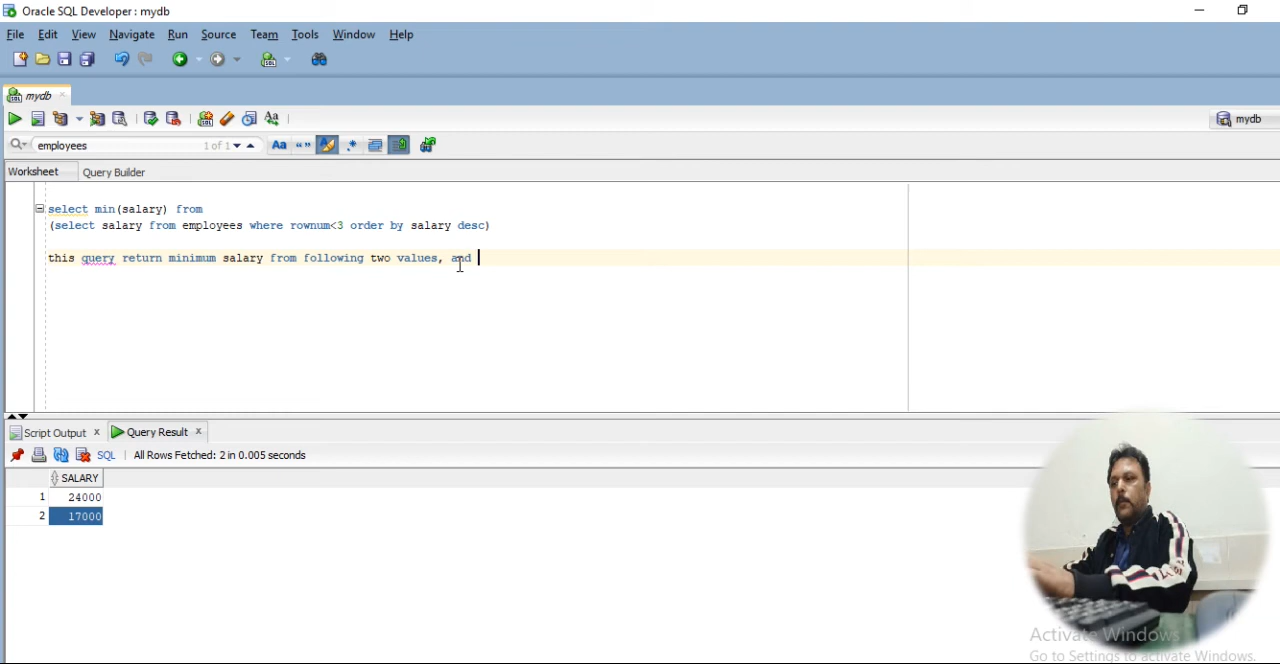 Oracle SQL Developer : mydb
File Edit View Navigate Run Source Team Tools Window Help
mydb
mydb
employees 1 of 1 Aa “ ” .*
Worksheet Query Builder
select min(salary) from
(select salary from employees where rownum<3 order by salary desc)
this query return minimum salary from following two values, and
Script Output x Query Result x
SQL | All Rows Fetched: 2 in 0.005 seconds
SALARY
1 24000
2 17000
Activate Windows
Go to Settings to activate Windows.